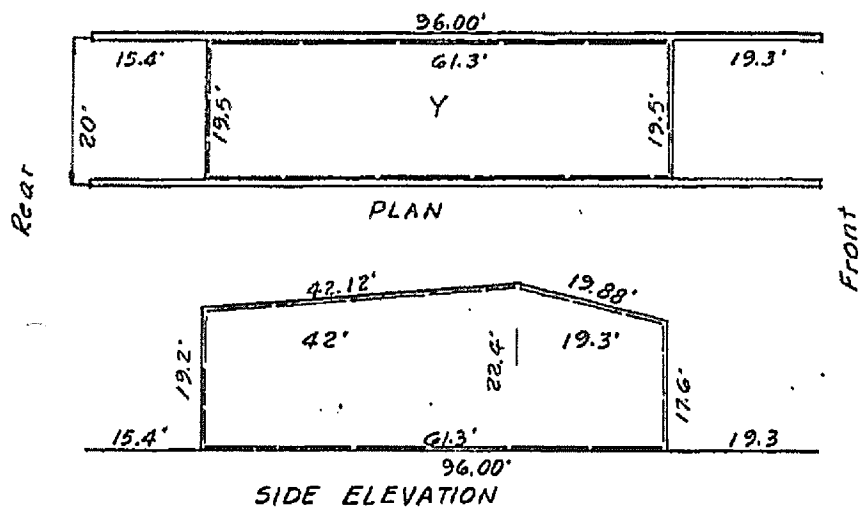 96.00'
15.4' 61.3' 19.3'
20' 19.5' Y 19.5'
Rear
PLAN
Front
42.12' 19.88'
19.2' 42' 22.4' 19.3' 17.6'
15.4' 61.3' 19.3
96.00'
SIDE ELEVATION